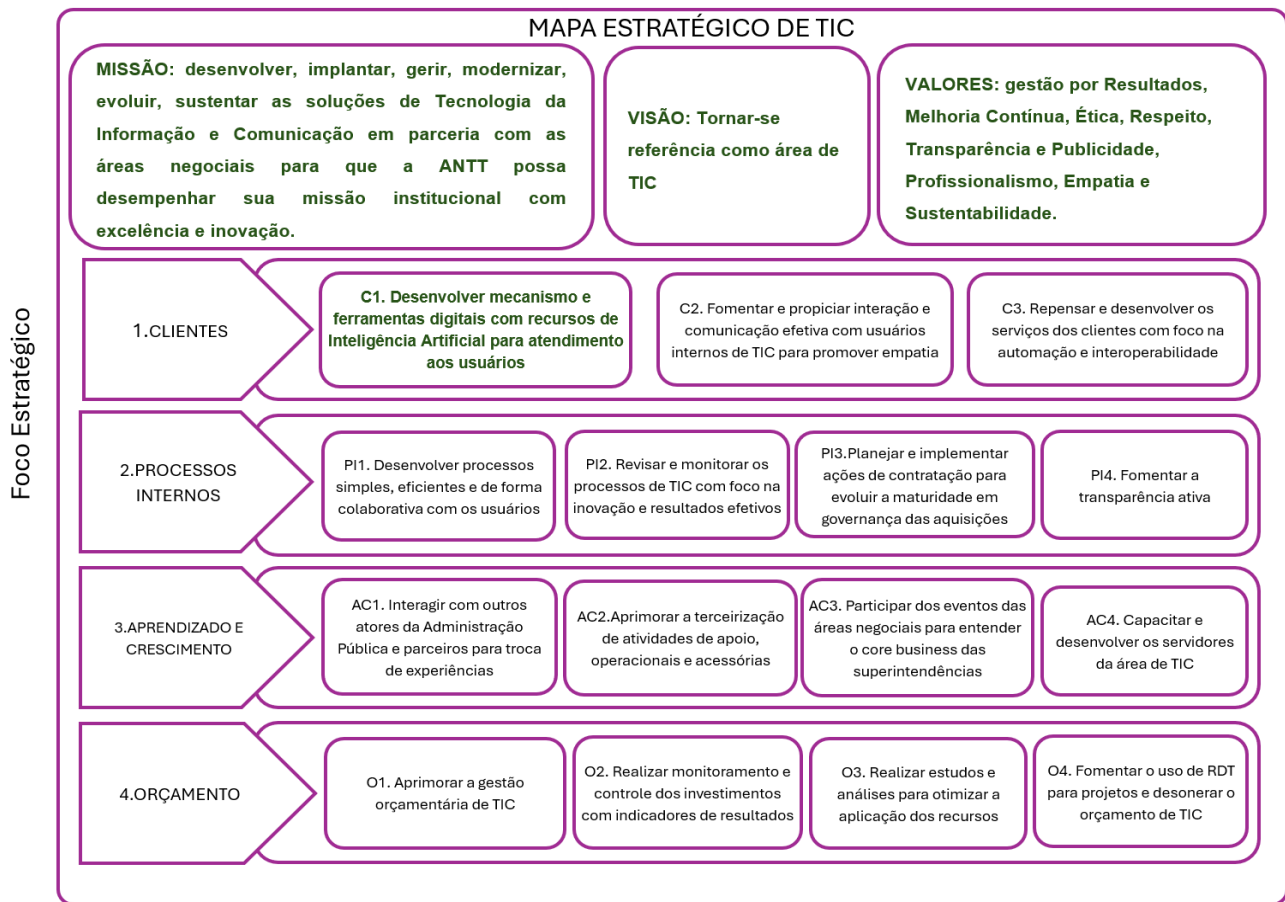 MAPA ESTRATÉGICO DE TIC
MISSÃO: desenvolver, implantar, gerir, modernizar,
evoluir, sustentar as soluções de Tecnologia da
Informação e Comunicação em parceria com as
áreas negociais para que a ANTT possa
desempenhar sua missão institucional com
excelência e inovação.
VISÃO: Tornar-se
referência como área de
TIC
VALORES: gestão por Resultados,
Melhoria Contínua, Ética, Respeito,
Transparência e Publicidade,
Profissionalismo, Empatia e
Sustentabilidade.
Foco Estratégico
1.CLIENTES
C1. Desenvolver mecanismo e
ferramentas digitais com recursos de
Inteligência Artificial para atendimento
aos usuários
C2. Fomentar e propiciar interação e
comunicação efetiva com usuários
internos de TIC para promover empatia
C3. Repensar e desenvolver os
serviços dos clientes com foco na
automação e interoperabilidade
2.PROCESSOS
INTERNOS
PI1. Desenvolver processos
simples, eficientes e de forma
colaborativa com os usuários
PI2. Revisar e monitorar os
processos de TIC com foco na
inovação e resultados efetivos
PI3.Planejar e implementar
ações de contratação para
evoluir a maturidade em
governança das aquisições
PI4. Fomentar a
transparência ativa
3.APRENDIZADO E
CRESCIMENTO
AC1. Interagir com outros
atores da Administração
Pública e parceiros para troca
de experiências
AC2.Aprimorar a terceirização
de atividades de apoio,
operacionais e acessórias
AC3. Participar dos eventos das
áreas negociais para entender
o core business das
superintendências
AC4. Capacitar e
desenvolver os servidores
da área de TIC
4.ORÇAMENTO
O1. Aprimorar a gestão
orçamentária de TIC
O2. Realizar monitoramento e
controle dos investimentos
com indicadores de resultados
O3. Realizar estudos e
análises para otimizar a
aplicação dos recursos
O4. Fomentar o uso de RDT
para projetos e desonerar o
orçamento de TIC